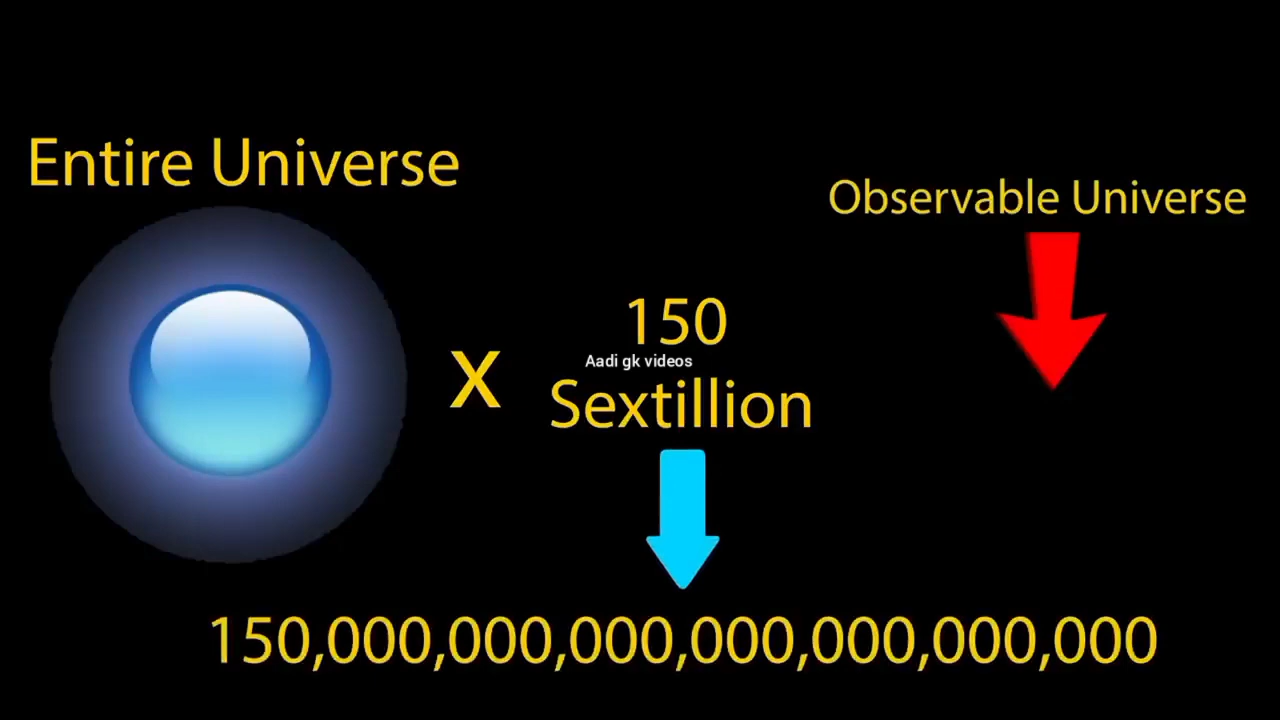 Entire Universe
Observable Universe
x
150
Aadi gk videos
Sextillion
150,000,000,000,000,000,000,000